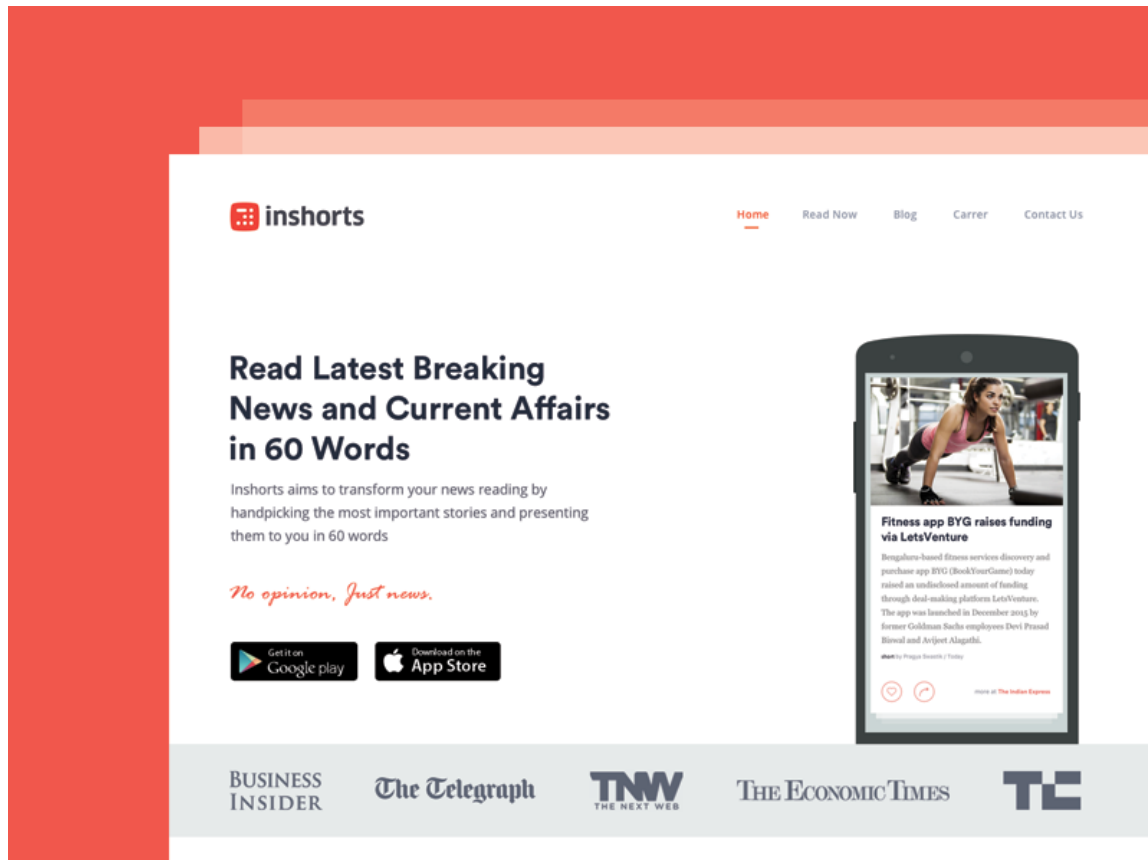 inshorts
Home Read Now Blog Carrer Contact Us
Read Latest Breaking
News and Current Affairs
in 60 Words
Inshorts aims to transform your news reading by
handpicking the most important stories and presenting
them to you in 60 words
No opinion, Just news.
Get it on
Google play
Download on the
App Store
Fitness app BYG raises funding
via LetsVenture
Bengaluru-based fitness services discovery and
purchase app BYG (BookYourGame) today
raised an undisclosed amount of funding
through deal-making platform LetsVenture.
The app was launched in December 2015 by
former Goldman Sachs employees Devi Prasad
Biswal and Avijeet Alagathi.
short by Pragya Swastik | Today
more at The Indian Express
BUSINESS
INSIDER
The Telegraph
TNW
THE NEXT WEB
THE ECONOMIC TIMES
TC